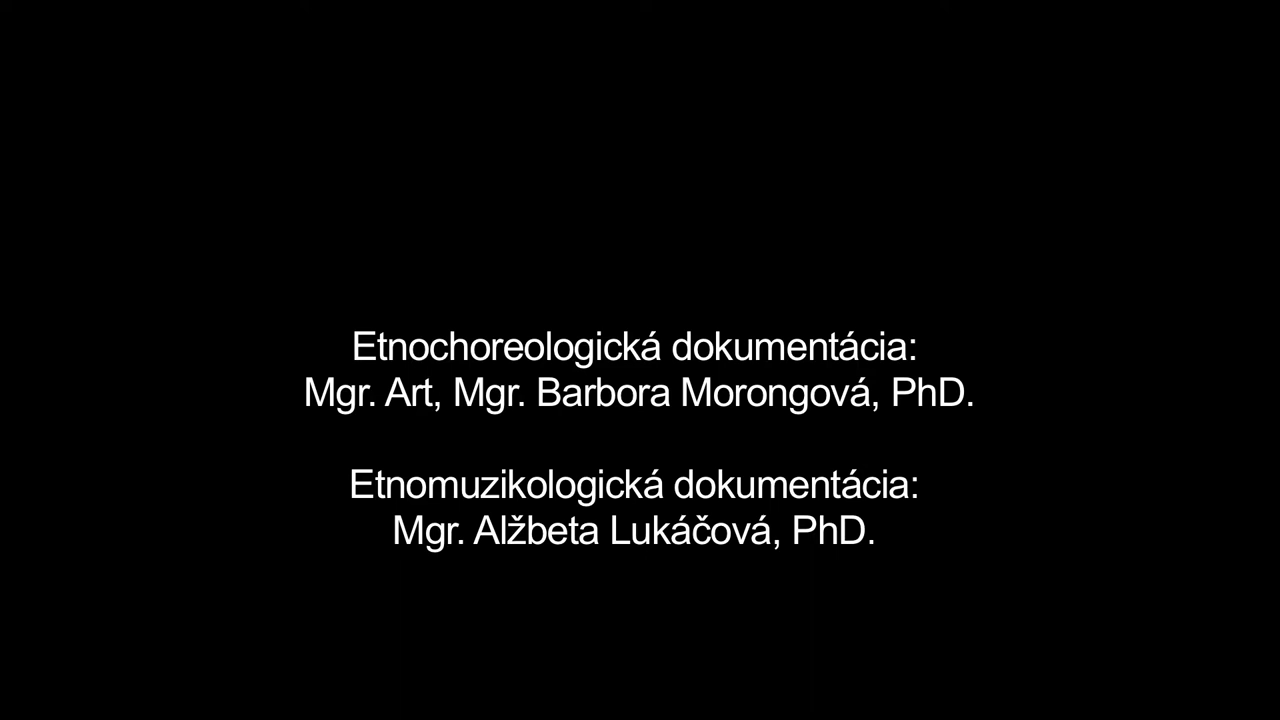 Etnochoreologická dokumentácia:
Mgr. Art, Mgr. Barbora Morongová, PhD.
Etnomuzikologická dokumentácia:
Mgr. Alžbeta Lukáčová, PhD.